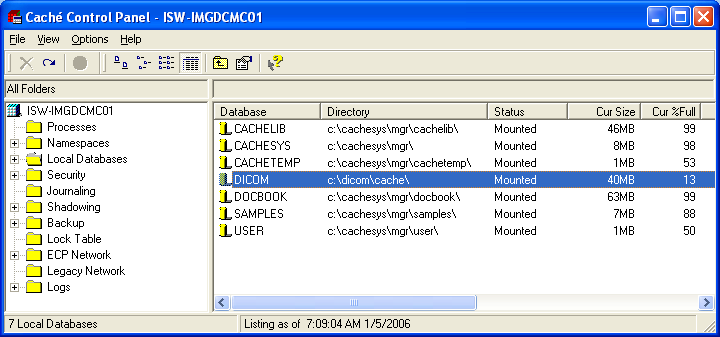 Caché Control Panel - ISW-IMGDCMC01
File View Options Help
All Folders
ISW-IMGDCMC01
Processes
Namespaces
Local Databases
Security
Journaling
Shadowing
Backup
Lock Table
ECP Network
Legacy Network
Logs
Database Directory Status Cur Size Cur %Full
CACHELIB c:\cachesys\mgr\cachelib\ Mounted 46MB 99
CACHESYS c:\cachesys\mgr\ Mounted 8MB 98
CACHETEMP c:\cachesys\mgr\cachetemp\ Mounted 1MB 53
DICOM c:\dicom\cache\ Mounted 40MB 13
DOCBOOK c:\cachesys\mgr\docbook\ Mounted 63MB 99
SAMPLES c:\cachesys\mgr\samples\ Mounted 7MB 88
USER c:\cachesys\mgr\user\ Mounted 1MB 50
7 Local Databases Listing as of 7:09:04 AM 1/5/2006